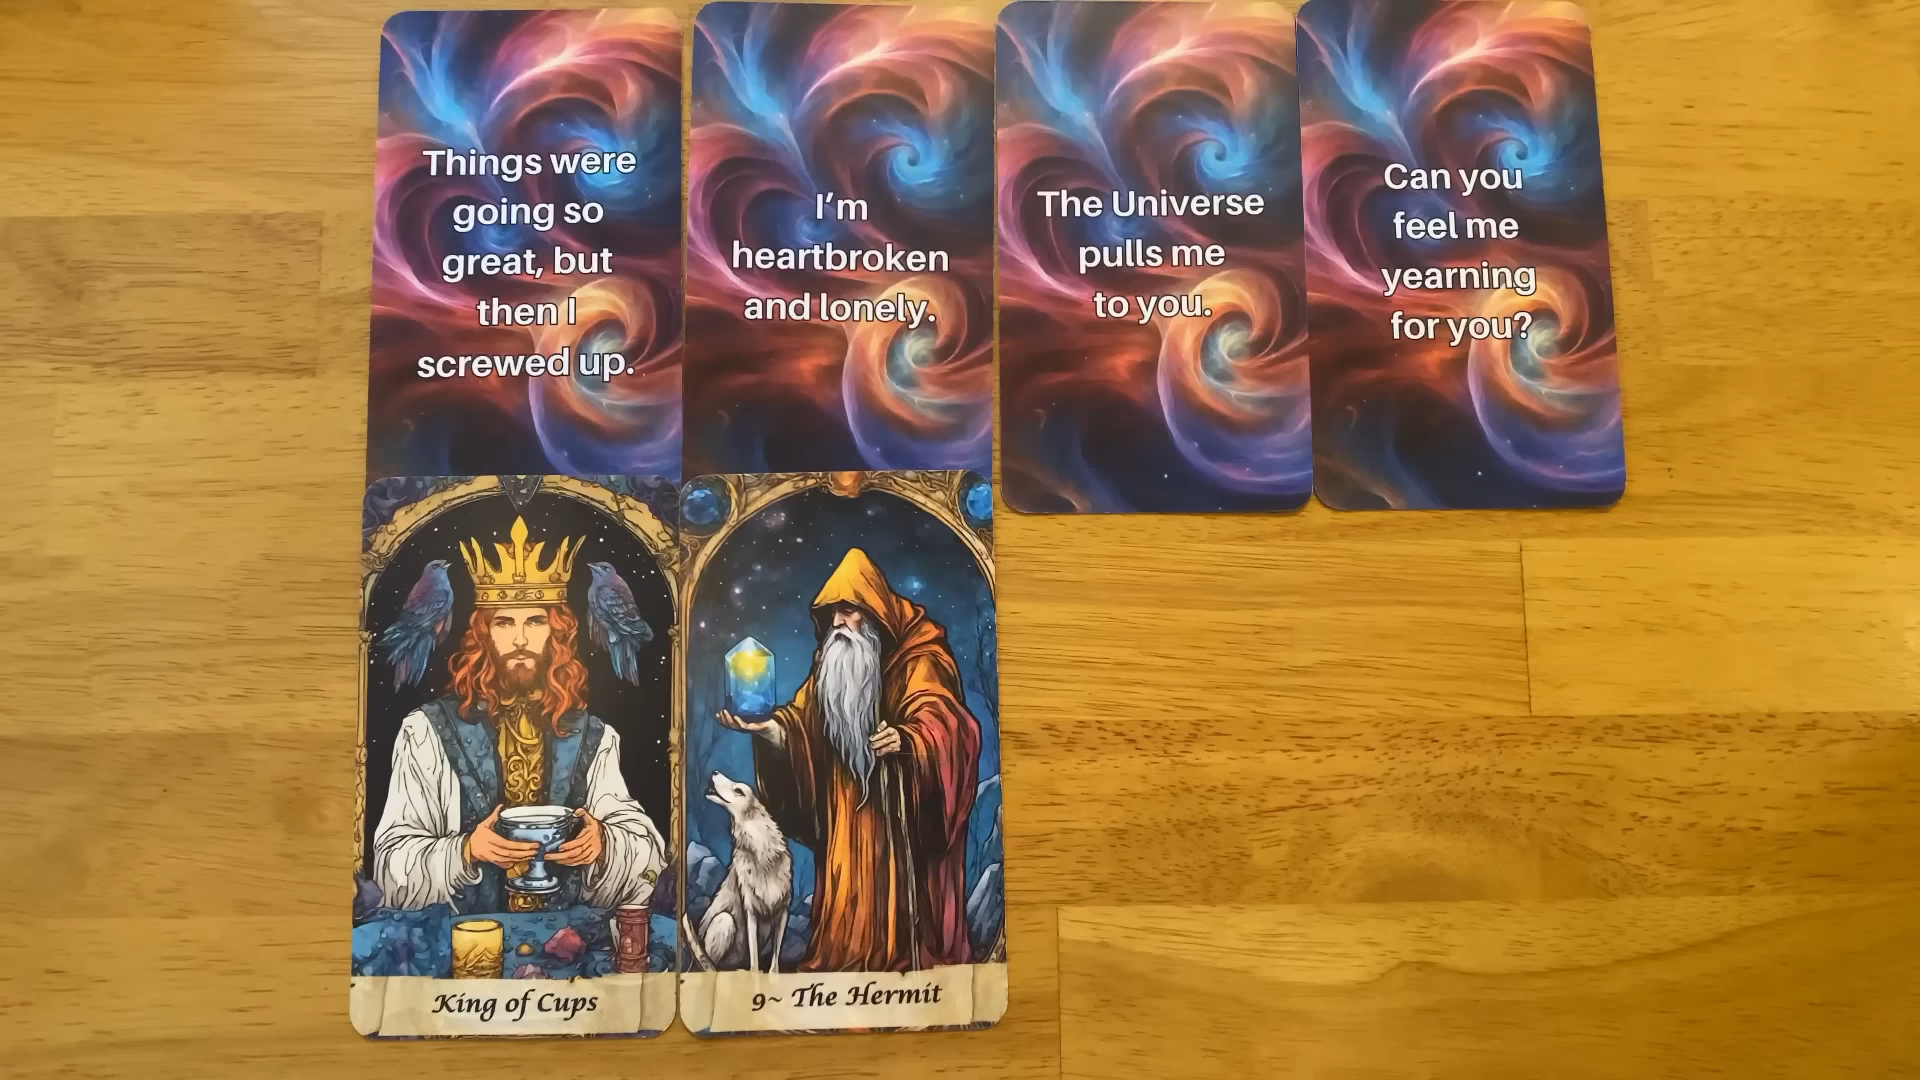 Things were
going so
great, but
then I
screwed up.
I’m
heartbroken
and lonely.
The Universe
pulls me
to you.
Can you
feel me
yearning
for you?
King of Cups
9~ The Hermit